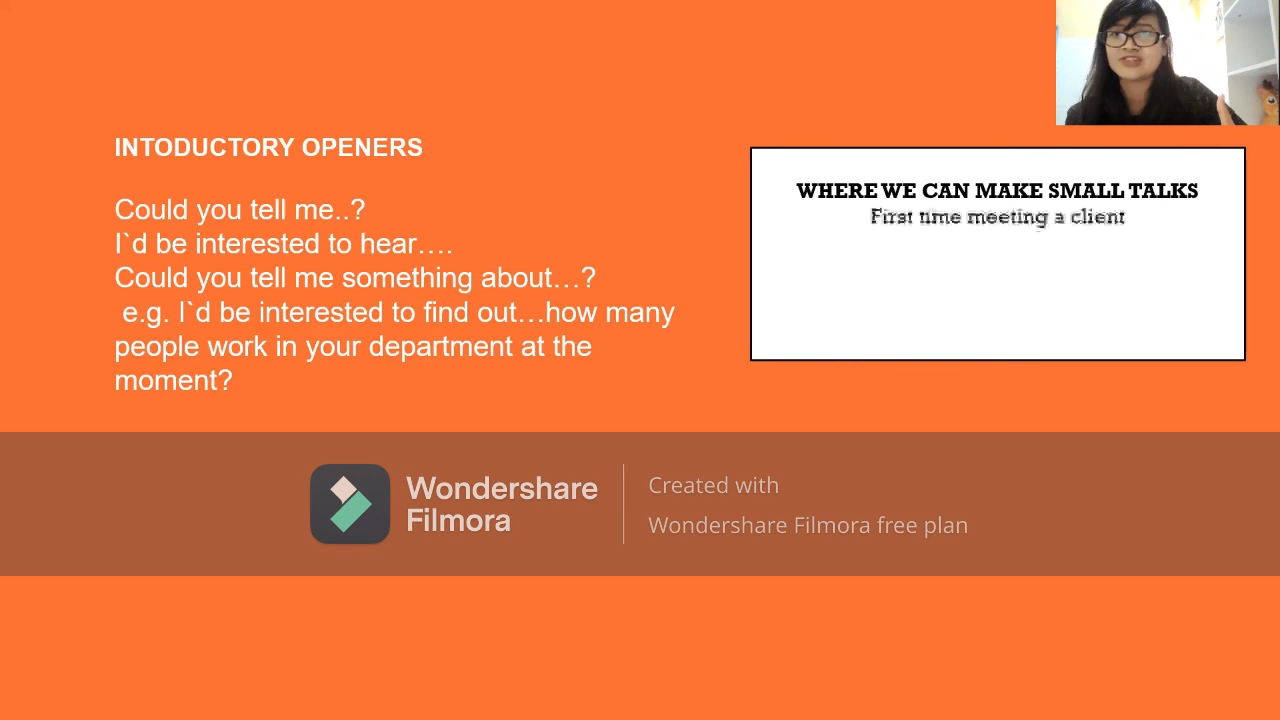 INTODUCTORY OPENERS
Could you tell me..?
I`d be interested to hear….
Could you tell me something about…?
e.g. I`d be interested to find out…how many
people work in your department at the
moment?
WHERE WE CAN MAKE SMALL TALKS
First time meeting a client
Wondershare
Filmora
Created with
Wondershare Filmora free plan